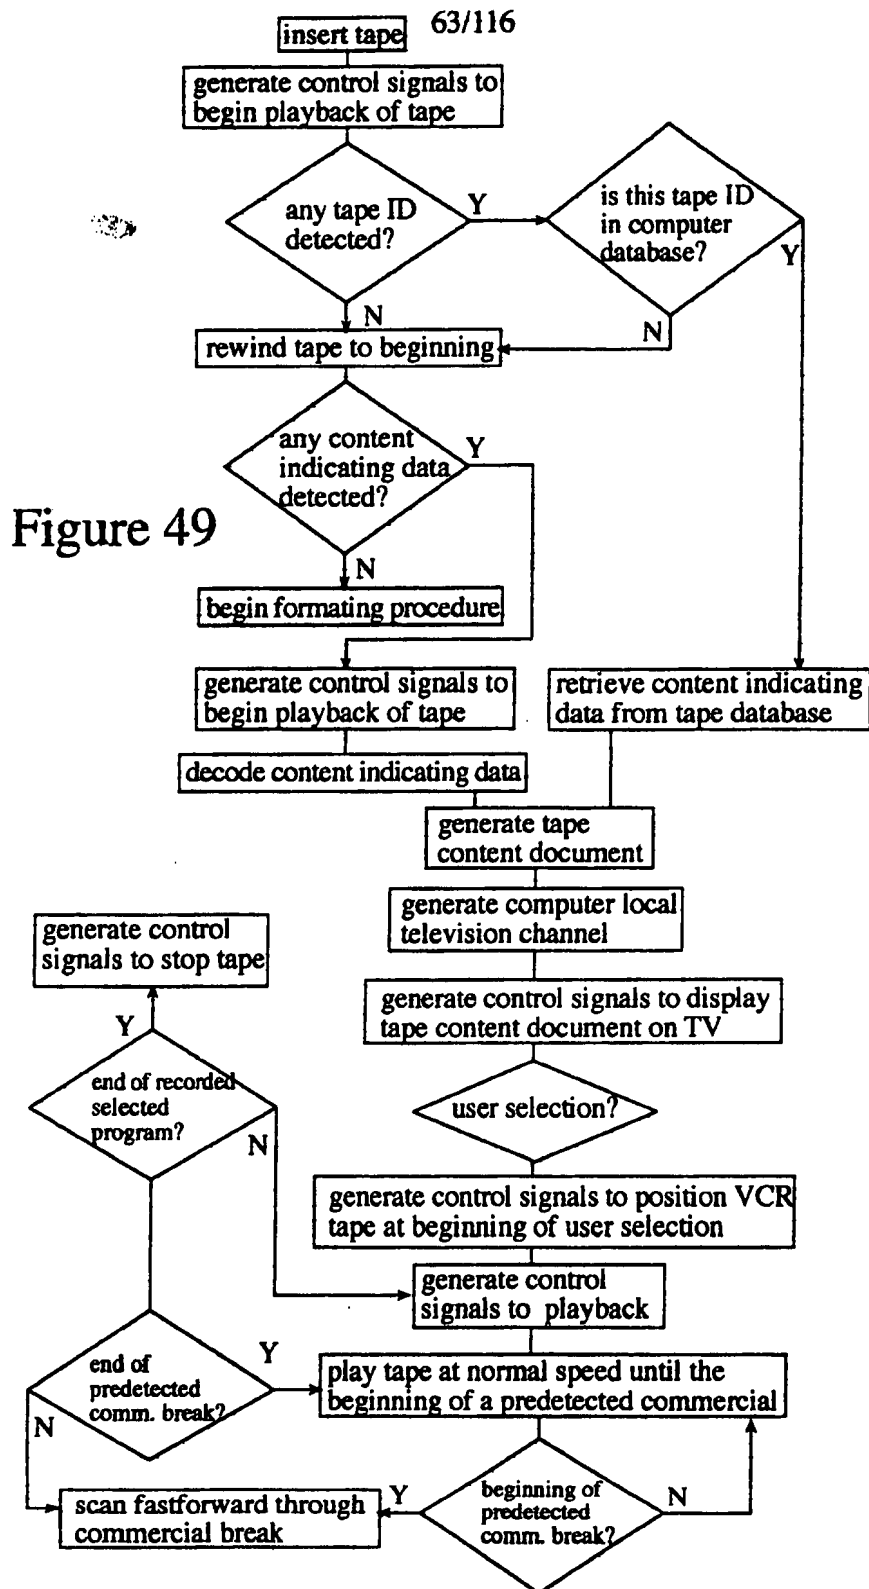 63/116
insert tape
generate control signals to
begin playback of tape
any tape ID
detected?
Y
is this tape ID
in computer
database?
Y
N
N
rewind tape to beginning
any content
indicating data
detected?
Y
Figure 49
N
begin formating procedure
generate control signals to
begin playback of tape
retrieve content indicating
data from tape database
decode content indicating data
generate tape
content document
generate computer local
television channel
generate control
signals to stop tape
generate control signals to display
tape content document on TV
Y
end of recorded
selected
program?
N
user selection?
generate control signals to position VCR
tape at beginning of user selection
generate control
signals to playback
end of
predetected
comm. break?
Y
N
play tape at normal speed until the
beginning of a predetected commercial
scan fastforward through
commercial break
Y
beginning of
predetected
comm. break?
N